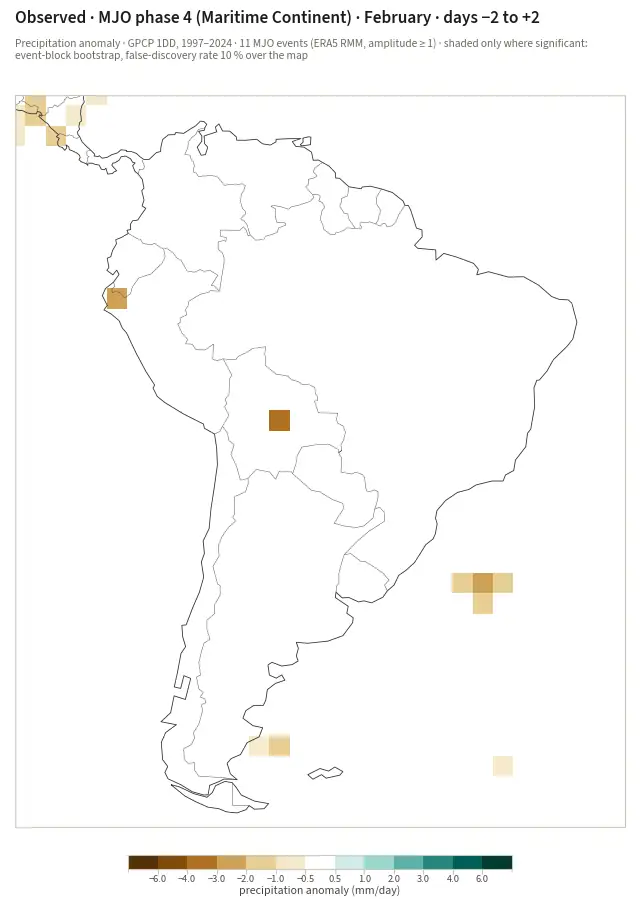 Observed · MJO phase 4 (Maritime Continent) · February · days −2 to +2
Precipitation anomaly · GPCP 1DD, 1997–2024 · 11 MJO events (ERA5 RMM, amplitude ≥ 1) · shaded only where significant:
event-block bootstrap, false-discovery rate 10 % over the map
−6.0 −4.0 −3.0 −2.0 −1.0 −0.5 0.5 1.0 2.0 3.0 4.0 6.0
precipitation anomaly (mm/day)